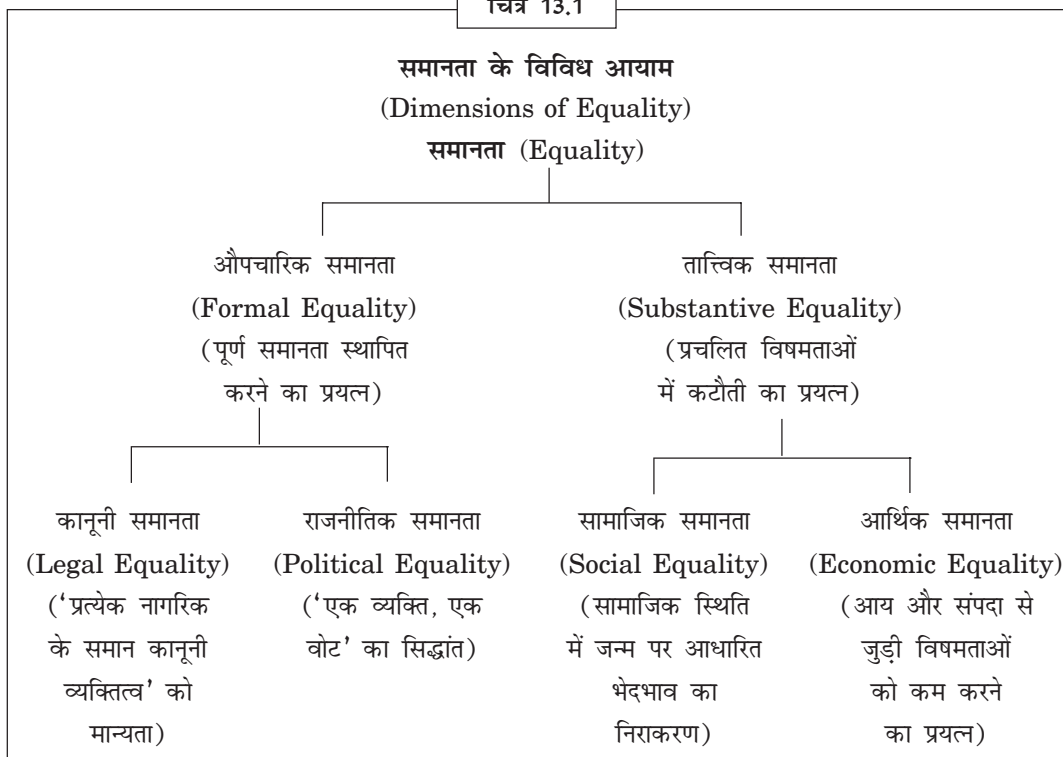 चित्र 13.1
समानता के विविध आयाम
(Dimensions of Equality)
समानता (Equality)
औपचारिक समानता
(Formal Equality)
(पूर्ण समानता स्थापित
करने का प्रयत्न)
तात्त्विक समानता
(Substantive Equality)
(प्रचलित विषमताओं
में कटौती का प्रयत्न)
कानूनी समानता
(Legal Equality)
(‘प्रत्येक नागरिक
के समान कानूनी
व्यक्तित्व’ को
मान्यता)
राजनीतिक समानता
(Political Equality)
(‘एक व्यक्ति, एक
वोट’ का सिद्धांत)
सामाजिक समानता
(Social Equality)
(सामाजिक स्थिति
में जन्म पर आधारित
भेदभाव का
निराकरण)
आर्थिक समानता
(Economic Equality)
(आय और संपदा से
जुड़ी विषमताओं
को कम करने
का प्रयत्न)